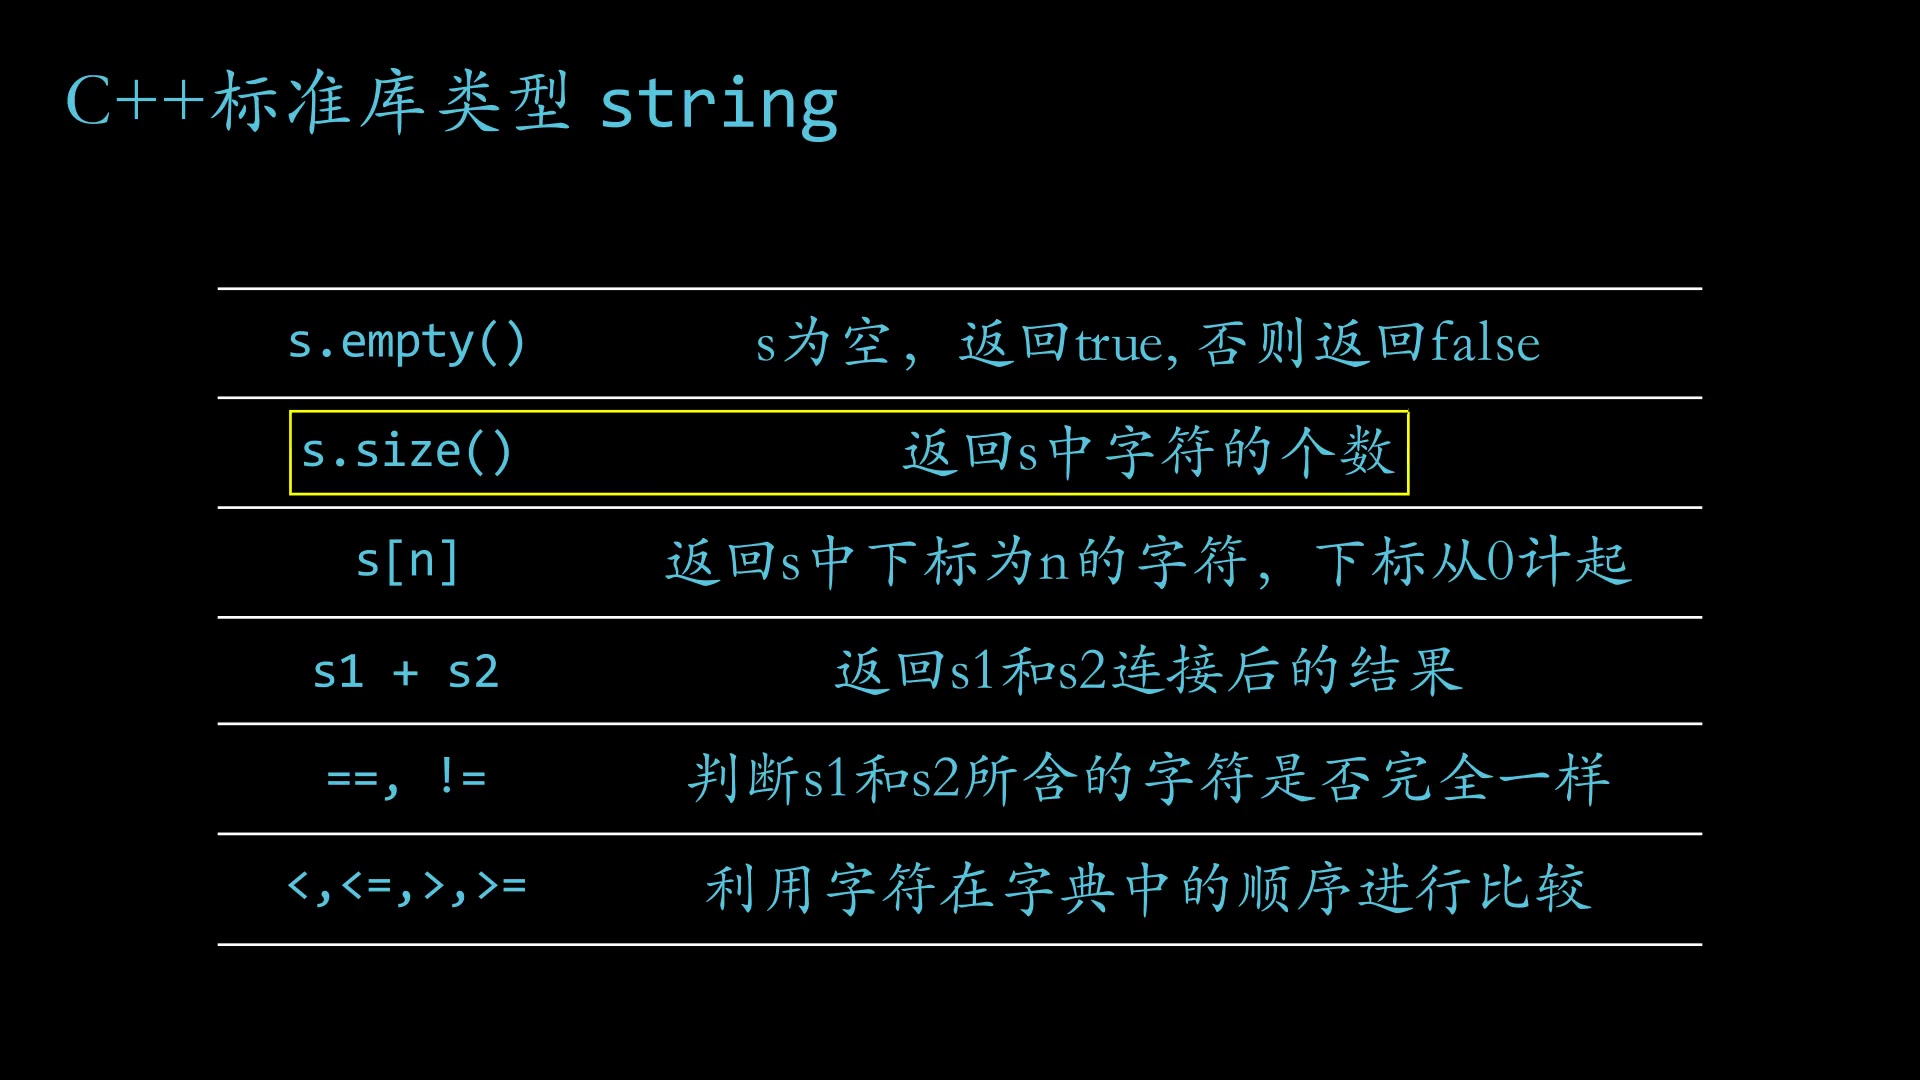 C++标准库类型 string
s.empty() s为空，返回true, 否则返回false
s.size() 返回s中字符的个数
s[n] 返回s中下标为n的字符，下标从0计起
s1 + s2 返回s1和s2连接后的结果
==, != 判断s1和s2所含的字符是否完全一样
<,<=,>,>= 利用字符在字典中的顺序进行比较